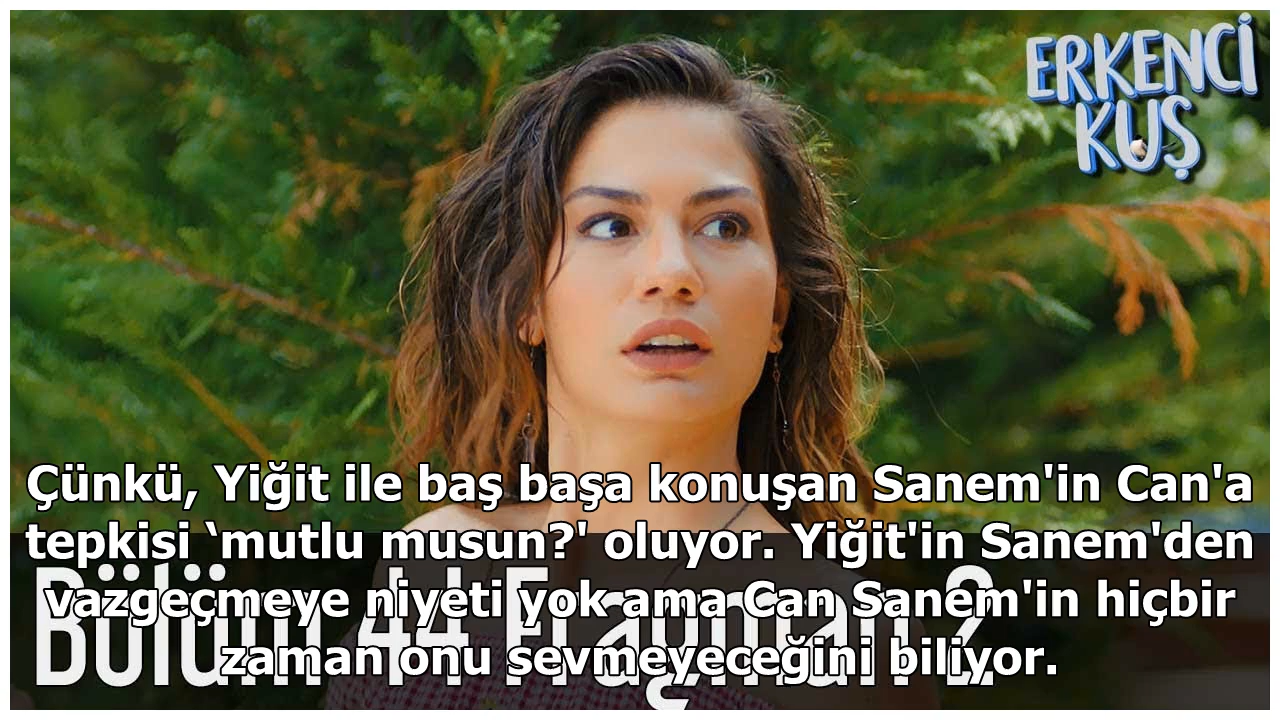 ERKENCİ
KUŞ
Çünkü, Yiğit ile baş başa konuşan Sanem'in Can'a
tepkisi ‘mutlu musun?' oluyor. Yiğit'in Sanem'den
vazgeçmeye niyeti yok ama Can Sanem'in hiçbir
zaman onu sevmeyeceğini biliyor.
Bölüm 44 Fragman 2